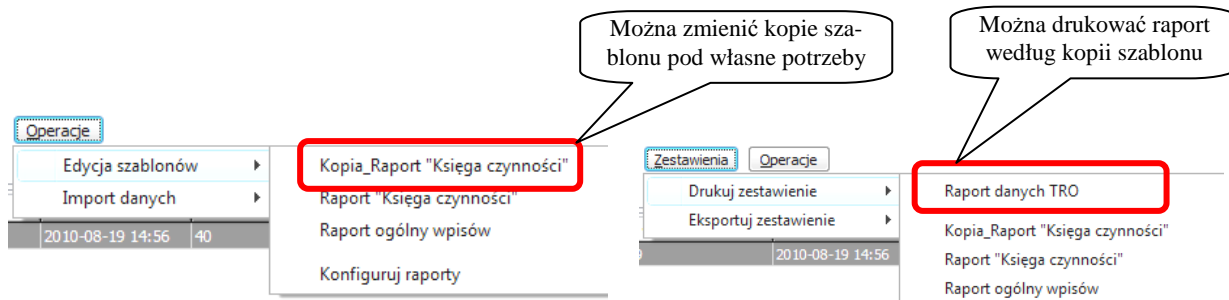 Można zmienić kopie sza-
blonu pod własne potrzeby
Można drukować raport
według kopii szablonu
Operacje
Edycja szablonów
Import danych
2010-08-19 14:56 40
Kopia_Raport "Księga czynności"
Raport "Księga czynności"
Raport ogólny wpisów
Konfiguruj raporty
Zestawienia Operacje
Drukuj zestawienie
Eksportuj zestawienie
2010-08-19 14:56
Raport danych TRO
Kopia_Raport "Księga czynności"
Raport "Księga czynności"
Raport ogólny wpisów